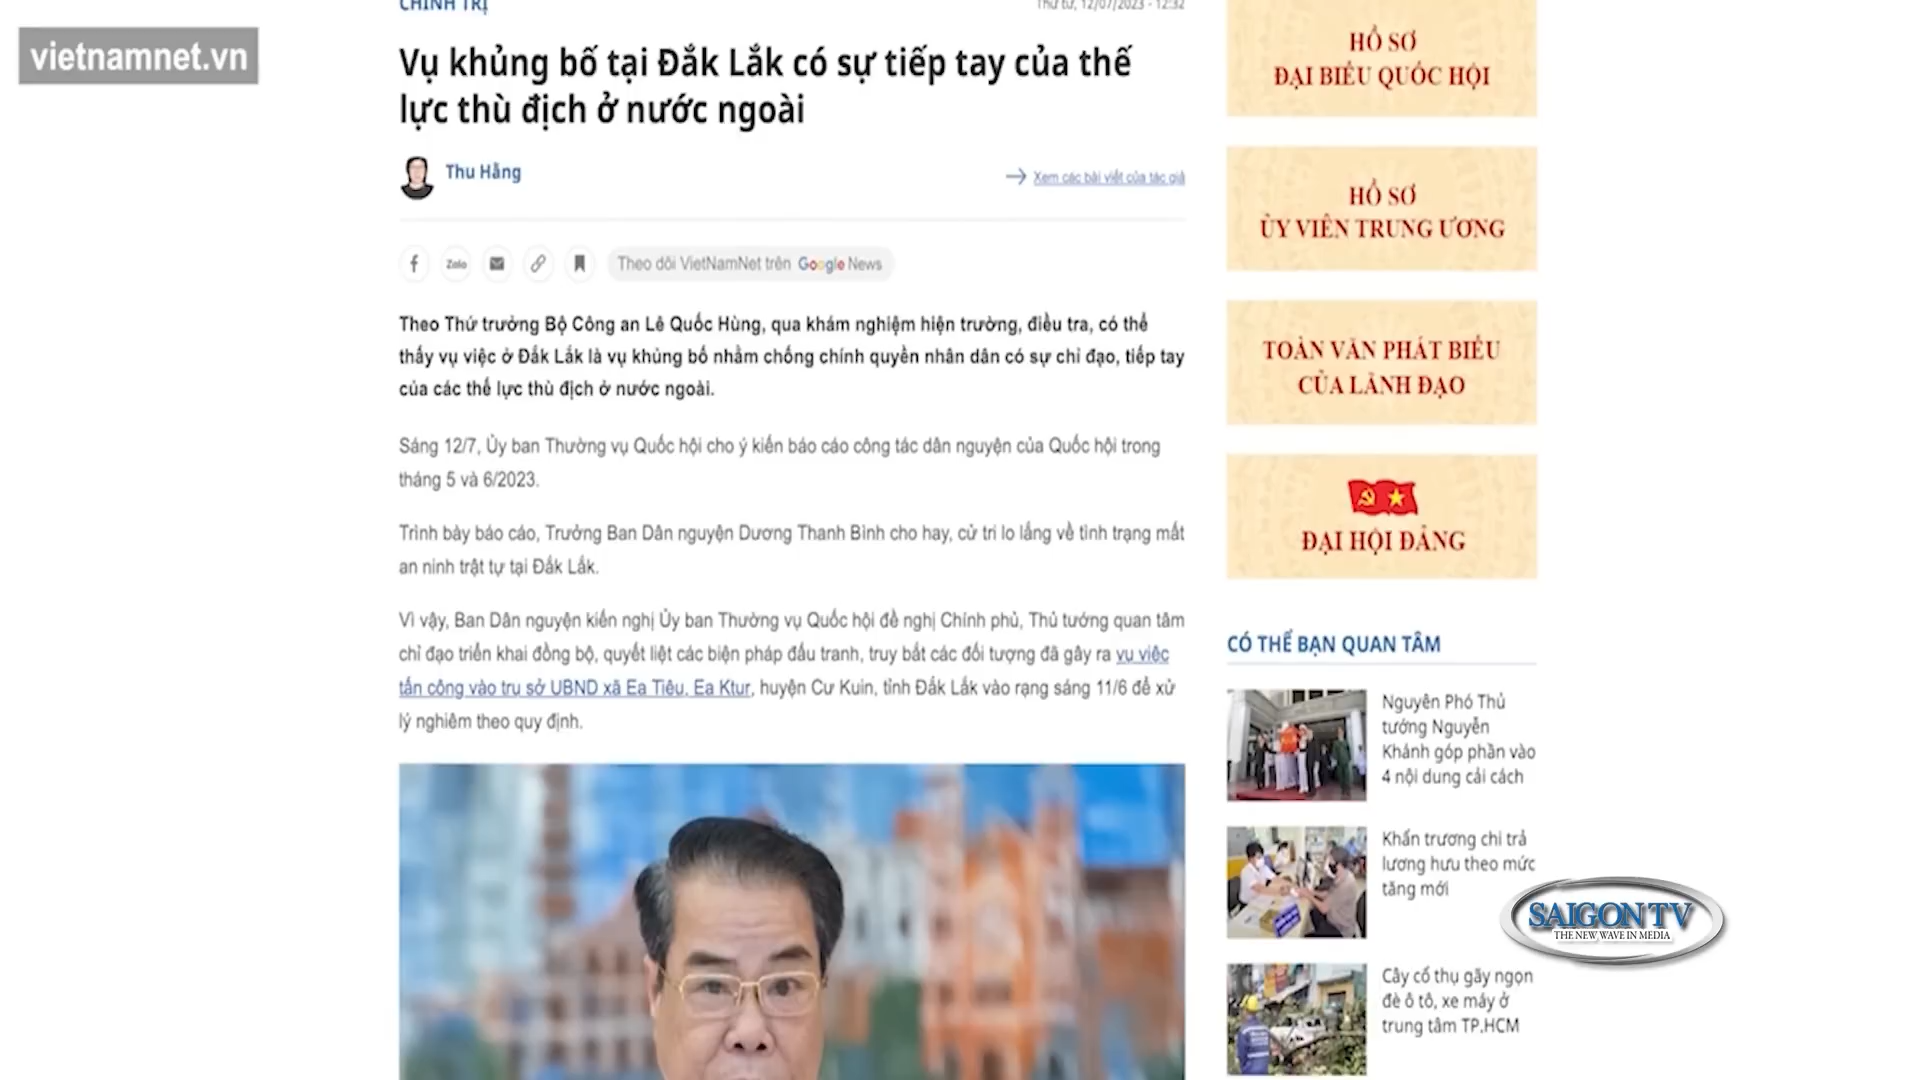 vietnamnet.vn
CHÍNH TRỊ
Thứ tư, 12/07/2023 - 12:32
Vụ khủng bố tại Đắk Lắk có sự tiếp tay của thế
lực thù địch ở nước ngoài
Thu Hằng
Xem các bài viết của tác giả
Zalo
Theo dõi VietNamNet trên Google News
Theo Thứ trưởng Bộ Công an Lê Quốc Hùng, qua khám nghiệm hiện trường, điều tra, có thể
thấy vụ việc ở Đắk Lắk là vụ khủng bố nhằm chống chính quyền nhân dân có sự chỉ đạo, tiếp tay
của các thế lực thù địch ở nước ngoài.
Sáng 12/7, Ủy ban Thường vụ Quốc hội cho ý kiến báo cáo công tác dân nguyện của Quốc hội trong
tháng 5 và 6/2023.
Trình bày báo cáo, Trưởng Ban Dân nguyện Dương Thanh Bình cho hay, cử tri lo lắng về tình trạng mất
an ninh trật tự tại Đắk Lắk.
Vì vậy, Ban Dân nguyện kiến nghị Ủy ban Thường vụ Quốc hội đề nghị Chính phủ, Thủ tướng quan tâm
chỉ đạo triển khai đồng bộ, quyết liệt các biện pháp đấu tranh, truy bắt các đối tượng đã gây ra vụ việc
tấn công vào trụ sở UBND xã Ea Tiêu, Ea Ktur, huyện Cư Kuin, tỉnh Đắk Lắk vào rạng sáng 11/6 để xử
lý nghiêm theo quy định.
HỒ SƠ
ĐẠI BIỂU QUỐC HỘI
HỒ SƠ
ỦY VIÊN TRUNG ƯƠNG
TOÀN VĂN PHÁT BIỂU
CỦA LÃNH ĐẠO
ĐẠI HỘI ĐẢNG
CÓ THỂ BẠN QUAN TÂM
Nguyên Phó Thủ
tướng Nguyễn
Khánh góp phần vào
4 nội dung cải cách
Khẩn trương chi trả
lương hưu theo mức
tăng mới
Cây cổ thụ gãy ngọn
đè ô tô, xe máy ở
trung tâm TP.HCM
SAIGON TV
THE NEW WAVE IN MEDIA